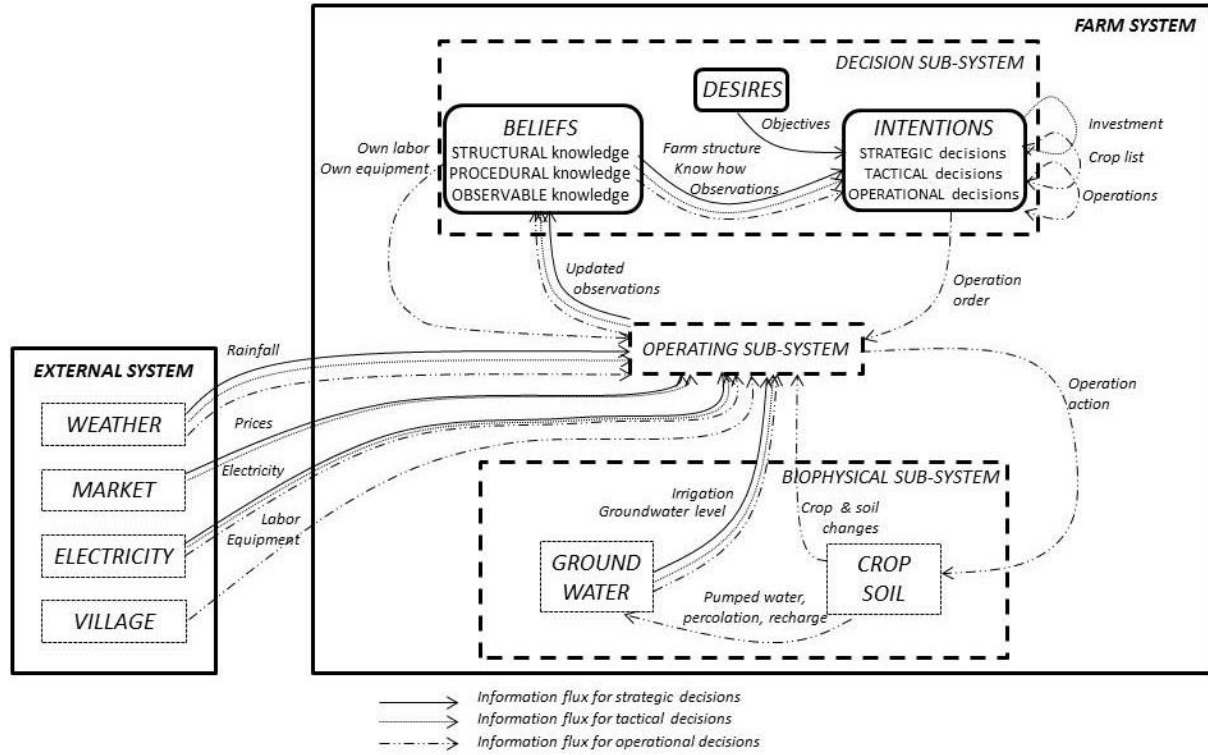 FARM SYSTEM
DECISION SUB-SYSTEM
DESIRES
Objectives
BELIEFS
STRUCTURAL knowledge
PROCEDURAL knowledge
OBSERVABLE knowledge
Own labor
Own equipment
Farm structure
Know how
Observations
INTENTIONS
STRATEGIC decisions
TACTICAL decisions
OPERATIONAL decisions
Investment
Crop list
Operations
Updated
observations
Operation
order
OPERATING SUB-SYSTEM
Operation
action
EXTERNAL SYSTEM
WEATHER
MARKET
ELECTRICITY
VILLAGE
Rainfall
Prices
Electricity
Labor
Equipment
BIOPHYSICAL SUB-SYSTEM
Irrigation
Groundwater level
Crop & soil
changes
GROUND
WATER
CROP
SOIL
Pumped water,
percolation, recharge
Information flux for strategic decisions
Information flux for tactical decisions
Information flux for operational decisions